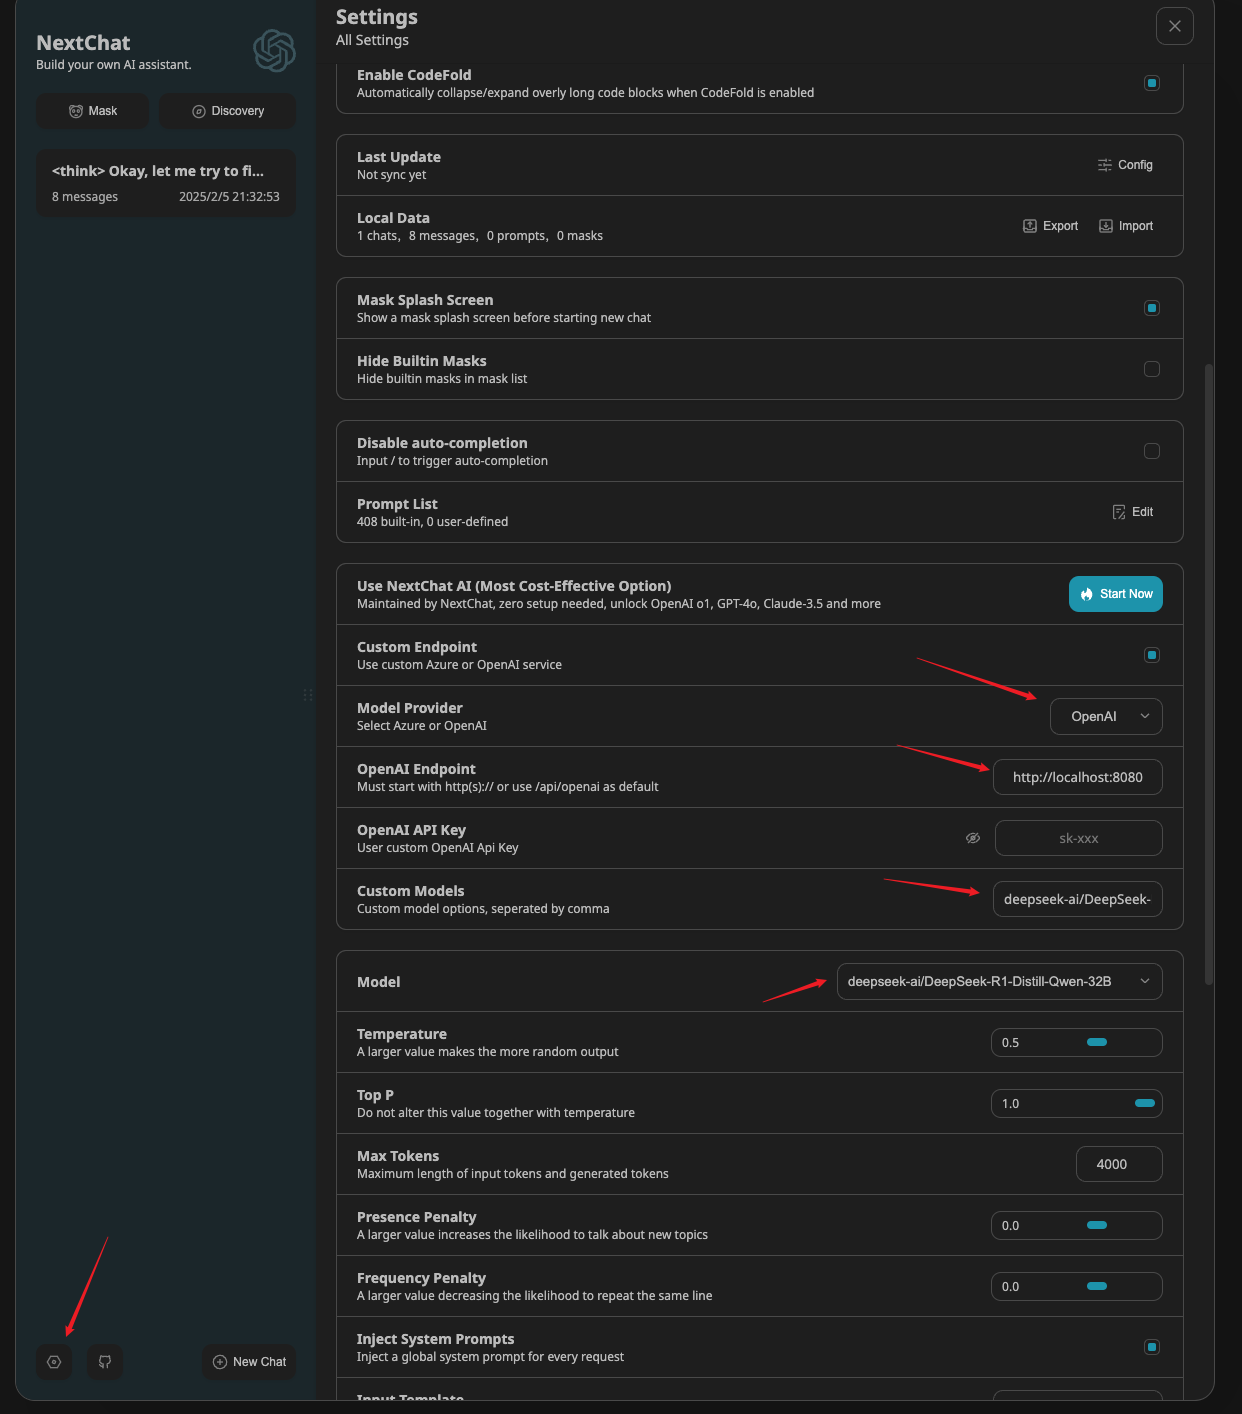 NextChat
Build your own AI assistant.
Mask
Discovery
<think> Okay, let me try to fi...
8 messages
2025/2/5 21:32:53
New Chat
Settings
All Settings
Enable CodeFold
Automatically collapse/expand overly long code blocks when CodeFold is enabled
Last Update
Not sync yet
Config
Local Data
1 chats，8 messages，0 prompts，0 masks
Export
Import
Mask Splash Screen
Show a mask splash screen before starting new chat
Hide Builtin Masks
Hide builtin masks in mask list
Disable auto-completion
Input / to trigger auto-completion
Prompt List
408 built-in, 0 user-defined
Edit
Use NextChat AI (Most Cost-Effective Option)
Maintained by NextChat, zero setup needed, unlock OpenAI o1, GPT-4o, Claude-3.5 and more
Start Now
Custom Endpoint
Use custom Azure or OpenAI service
Model Provider
Select Azure or OpenAI
OpenAI
OpenAI Endpoint
Must start with http(s):// or use /api/openai as default
http://localhost:8080
OpenAI API Key
User custom OpenAI Api Key
sk-xxx
Custom Models
Custom model options, seperated by comma
deepseek-ai/DeepSeek-
Model
deepseek-ai/DeepSeek-R1-Distill-Qwen-32B
Temperature
A larger value makes the more random output
0.5
Top P
Do not alter this value together with temperature
1.0
Max Tokens
Maximum length of input tokens and generated tokens
4000
Presence Penalty
A larger value increases the likelihood to talk about new topics
0.0
Frequency Penalty
A larger value decreasing the likelihood to repeat the same line
0.0
Inject System Prompts
Inject a global system prompt for every request
Input Template